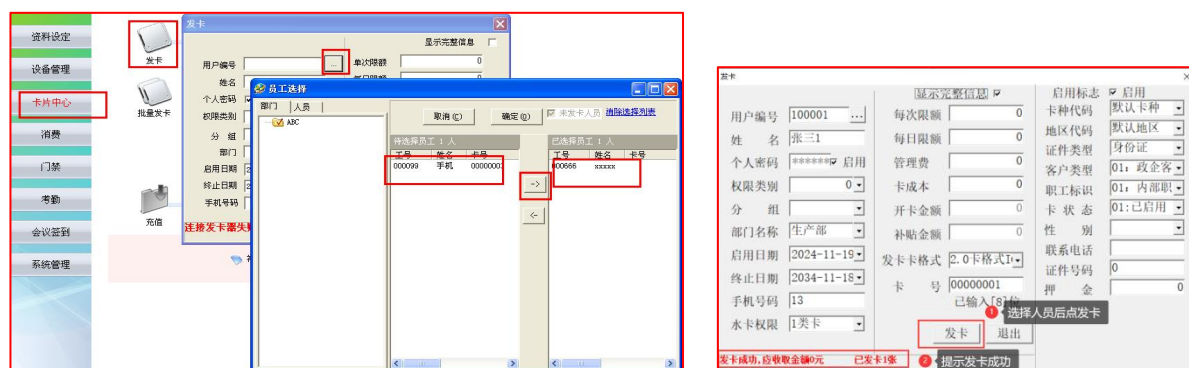 资料设定
设备管理
卡片中心
消费
门禁
考勤
会议签到
系统管理
发卡
批量发卡
充值
发卡
显示完整信息
用户编号 ... 单次限额 0
姓名
个人密码
权限类别
分 组
部门
启用日期 2
终止日期 2
手机号码
连接发卡器失
员工选择
部门 人员
ABC
取消(C) 确定(O) 未发卡人员 清除选择列表
待选择员工 1 人 已选择员工 1 人
工号 姓名 卡号 工号 姓名 卡号
000099 手机 0000000 000666 xxxxx
->
<-
发卡
显示完整信息 启用标志 启用
用户编号 100001 ... 每次限额 0 卡种代码 默认卡种
姓 名 张三1 每日限额 0 地区代码 默认地区
个人密码 ****** 启用 管理费 0 证件类型 身份证
权限类别 0 卡成本 0 客户类型 01: 政企客
分 组 开卡金额 0 职工标识 01: 内部职
部门名称 生产部 补贴金额 0 卡 状 态 01:已启用
启用日期 2024-11-19 发卡卡格式 2.0卡格式I 性 别
终止日期 2034-11-18 卡 号 00000001 联系电话
手机号码 13 已输入[8]位 证件号码 0
水卡权限 1类卡 押 金 0
1 选择人员后点发卡
发卡 退出
发卡成功,应收取金额0元 已发卡1张 2 提示发卡成功